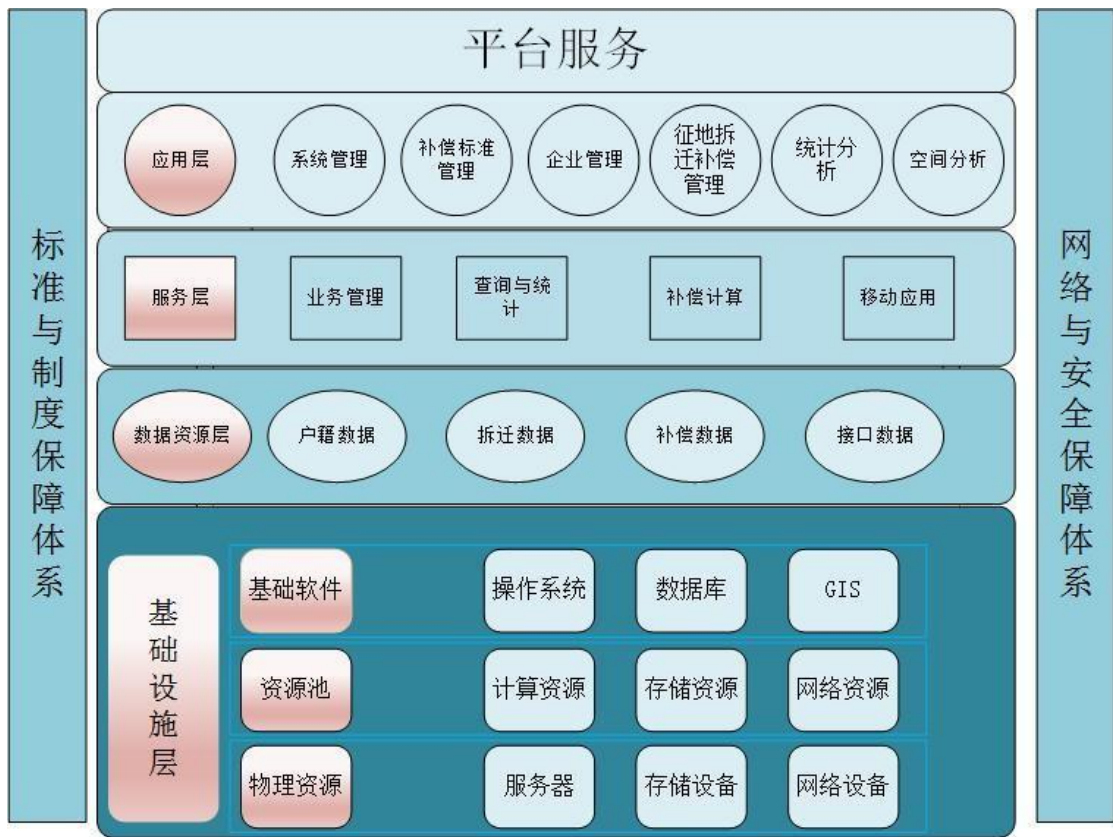 平台服务
标准与制度保障体系
网络与安全保障体系
应用层
系统管理
补偿标准
管理
企业管理
征地拆
迁补偿
管理
统计分
析
空间分析
服务层
业务管理
查询与统
计
补偿计算
移动应用
数据资源层
户籍数据
拆迁数据
补偿数据
接口数据
基础设施层
基础软件
操作系统
数据库
GIS
资源池
计算资源
存储资源
网络资源
物理资源
服务器
存储设备
网络设备